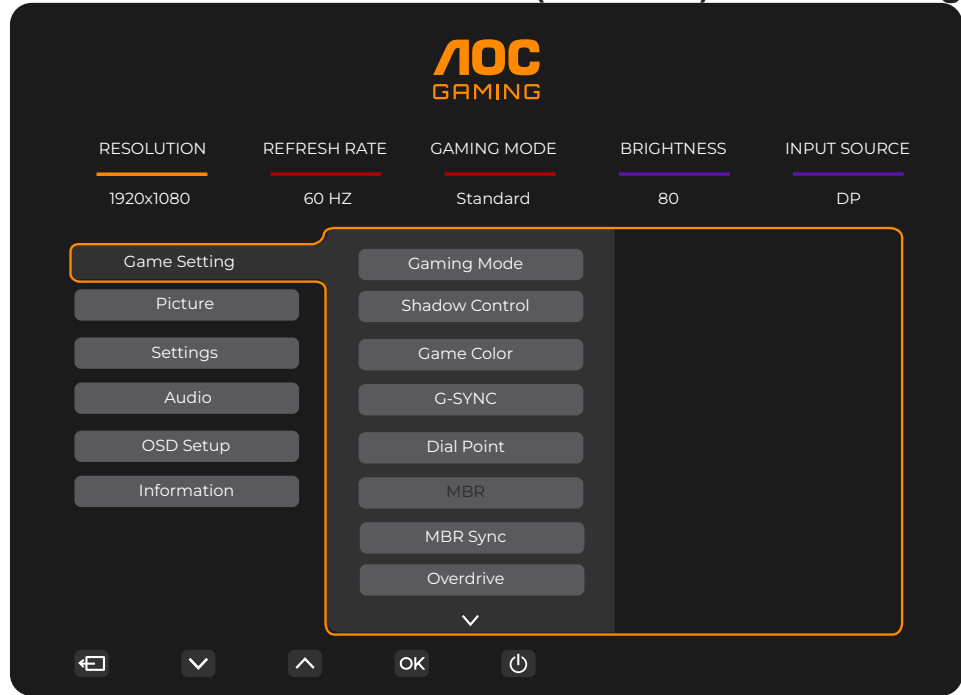 AOC
GAMING
RESOLUTION REFRESH RATE GAMING MODE BRIGHTNESS INPUT SOURCE
1920x1080 60 HZ Standard 80 DP
Game Setting
Picture
Settings
Audio
OSD Setup
Information
Gaming Mode
Shadow Control
Game Color
G-SYNC
Dial Point
MBR
MBR Sync
Overdrive
OK